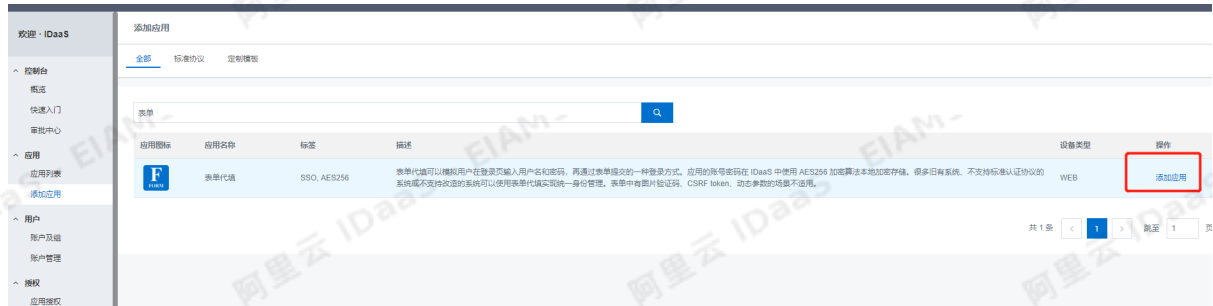 欢迎 · IDaaS
添加应用
全部 标准协议 定制模板
控制台
概览
快速入门
审批中心
应用
应用列表
添加应用
用户
账户及组
账户管理
授权
应用授权
表单
应用图标 应用名称 标签 描述 设备类型 操作
F
FORM
表单代填 SSO, AES256 表单代填可以模拟用户在登录页输入用户名和密码，再通过表单提交的一种登录方式。应用的账号密码在 IDaaS 中使用 AES256 加密算法本地加密存储。很多旧有系统、不支持标准认证协议的
系统或不支持改造的系统可以使用表单代填实现统一身份管理。表单中有图片验证码、CSRF token、动态参数的场景不适用。
WEB 添加应用
共 1 条 < 1 > 跳至 1 页
阿里云 IDaaS_EIAM_